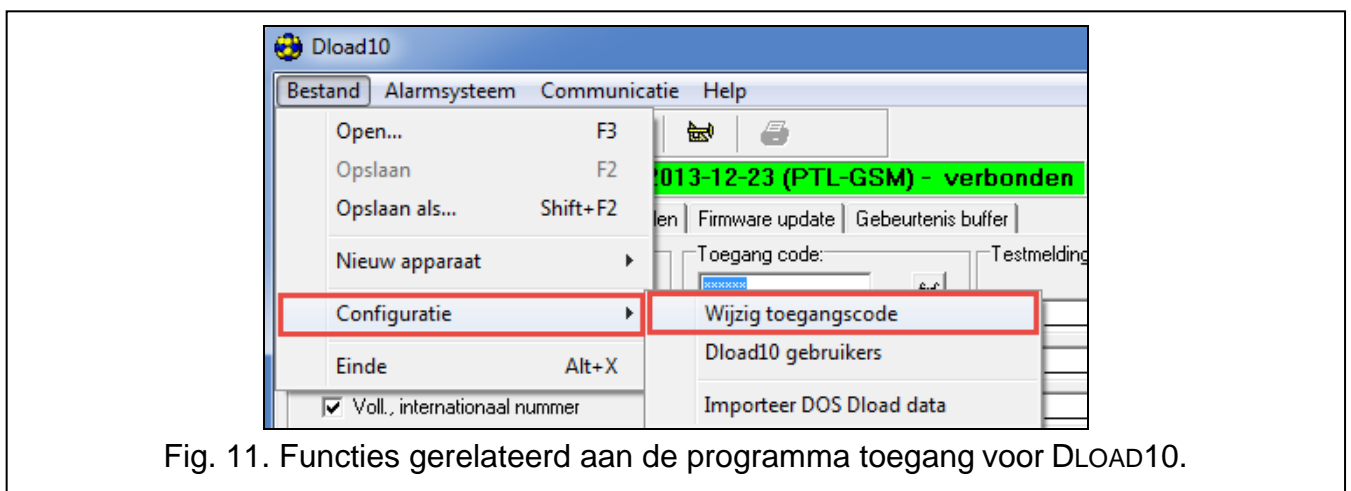 Dload10
Bestand Alarmsysteem Communicatie Help
Open... F3
Opslaan F2
Opslaan als... Shift+F2
Nieuw apparaat
Configuratie
Einde Alt+X
013-12-23 (PTL-GSM) - verbonden
len Firmware update Gebeurtenis buffer
Toegang code: Testmelding
xxxxxx
Wijzig toegangscode
Dload10 gebruikers
Importeer DOS Dload data
Voll., internationaal nummer
Fig. 11. Functies gerelateerd aan de programma toegang voor DLOAD10.